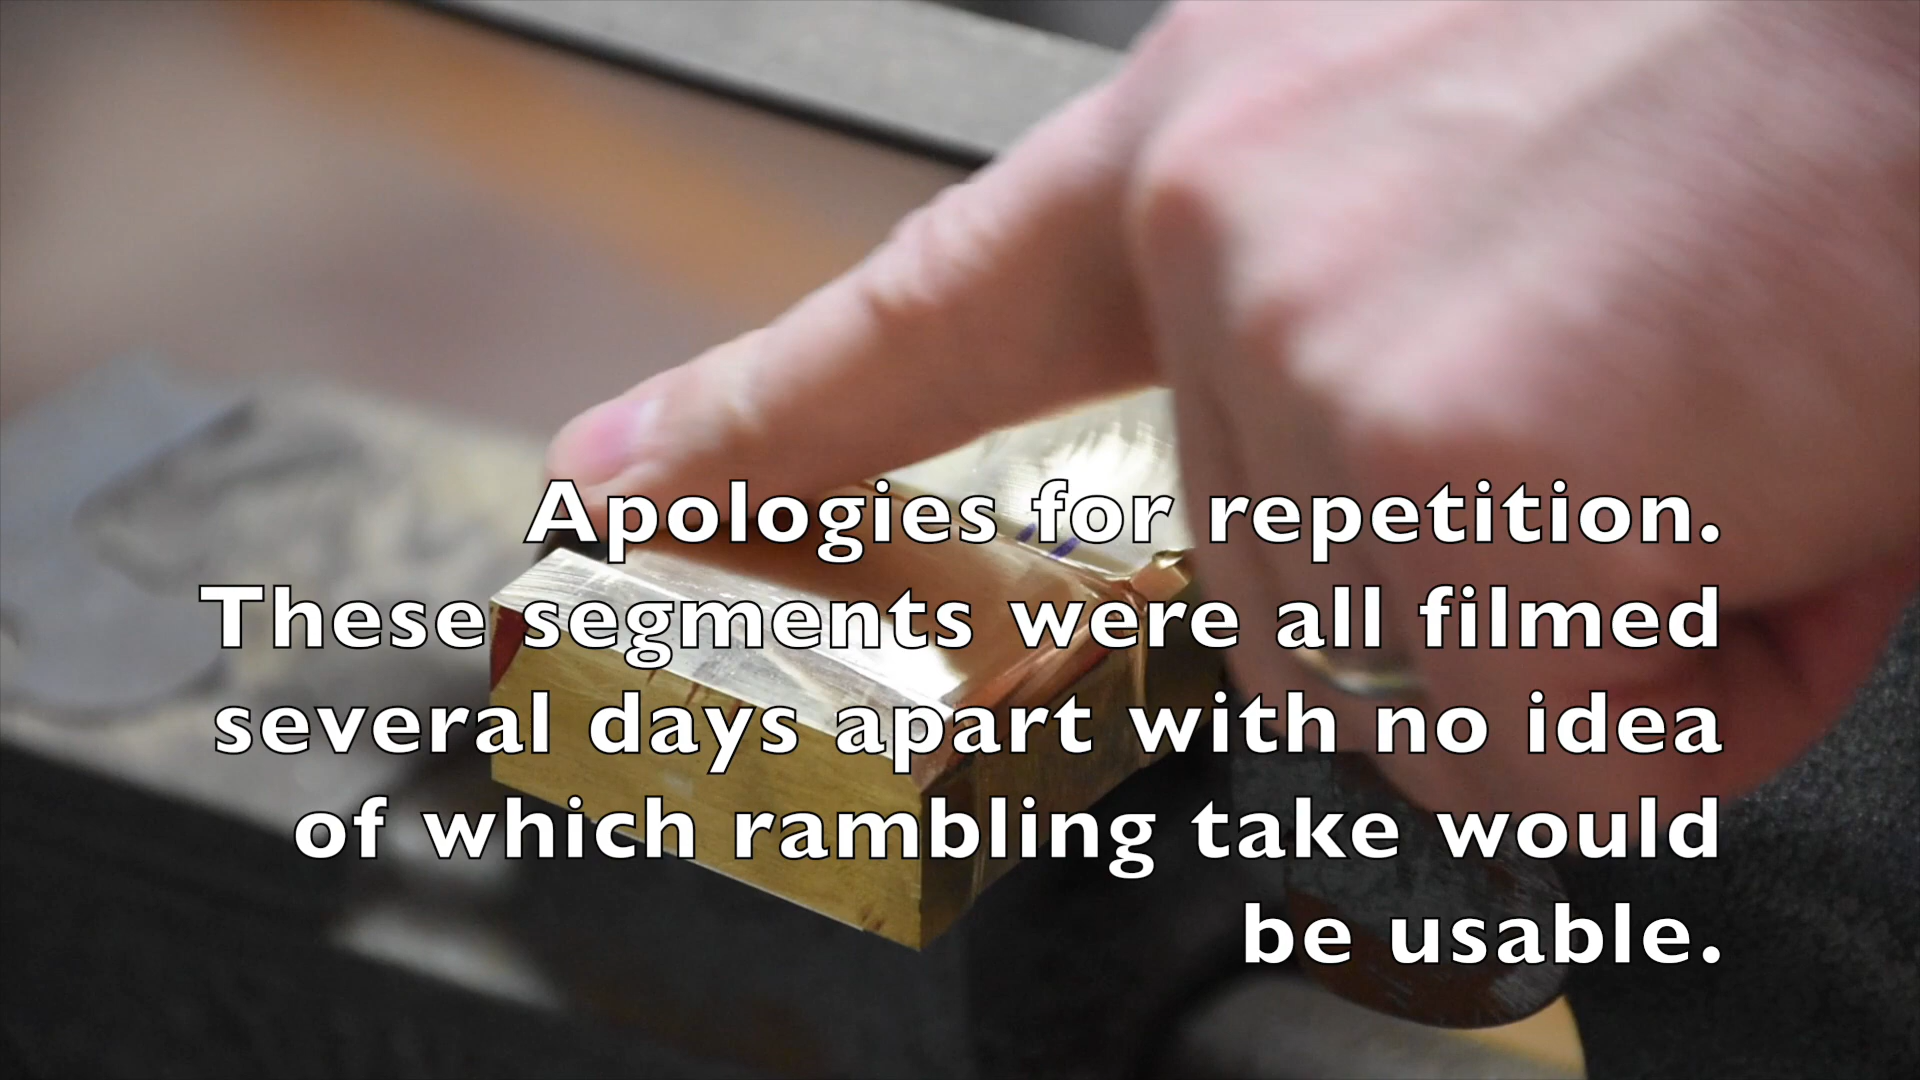 Apologies for repetition.
These segments were all filmed
several days apart with no idea
of which rambling take would
be usable.